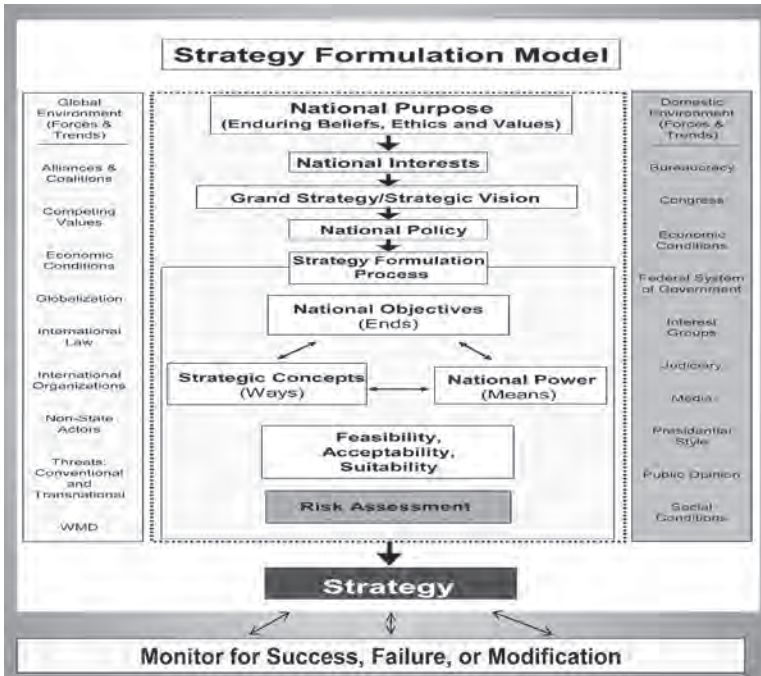 Strategy Formulation Model
Global
Environment
(Forces &
Trends)
Alliances &
Coalitions
Competing
Values
Economic
Conditions
Globalization
International
Law
International
Organizations
Non-State
Actors
Threats:
Conventional
and
Transnational
WMD
National Purpose
(Enduring Beliefs, Ethics and Values)
National Interests
Grand Strategy/Strategic Vision
National Policy
Strategy Formulation
Process
National Objectives
(Ends)
Strategic Concepts
(Ways)
National Power
(Means)
Feasibility,
Acceptability,
Suitability
Risk Assessment
Domestic
Environment
(Forces &
Trends)
Bureaucracy
Congress
Economic
Conditions
Federal System
of Government
Interest
Groups
Judiciary
Media
Presidential
Style
Public Opinion
Social
Conditions
Strategy
Monitor for Success, Failure, or Modification